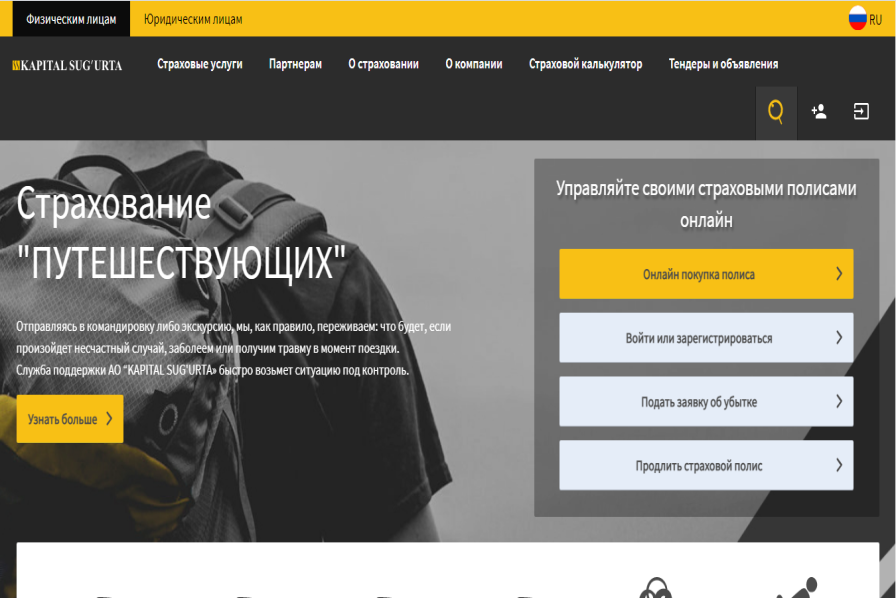 Физическим лицам
Юридическим лицам
RU
KAPITAL SUG'URTA
Страховые услуги
Партнерам
О страховании
О компании
Страховой калькулятор
Тендеры и объявления
Страхование
"ПУТЕШЕСТВУЮЩИХ"
Отправляясь в командировку либо экскурсию, мы, как правило, переживаем: что будет, если
произойдет несчастный случай, заболеем или получим травму в момент поездки.
Служба поддержки АО “KAPITAL SUG'URTA» быстро возьмет ситуацию под контроль.
Узнать больше
Управляйте своими страховыми полисами
онлайн
Онлайн покупка полиса
Войти или зарегистрироваться
Подать заявку об убытке
Продлить страховой полис